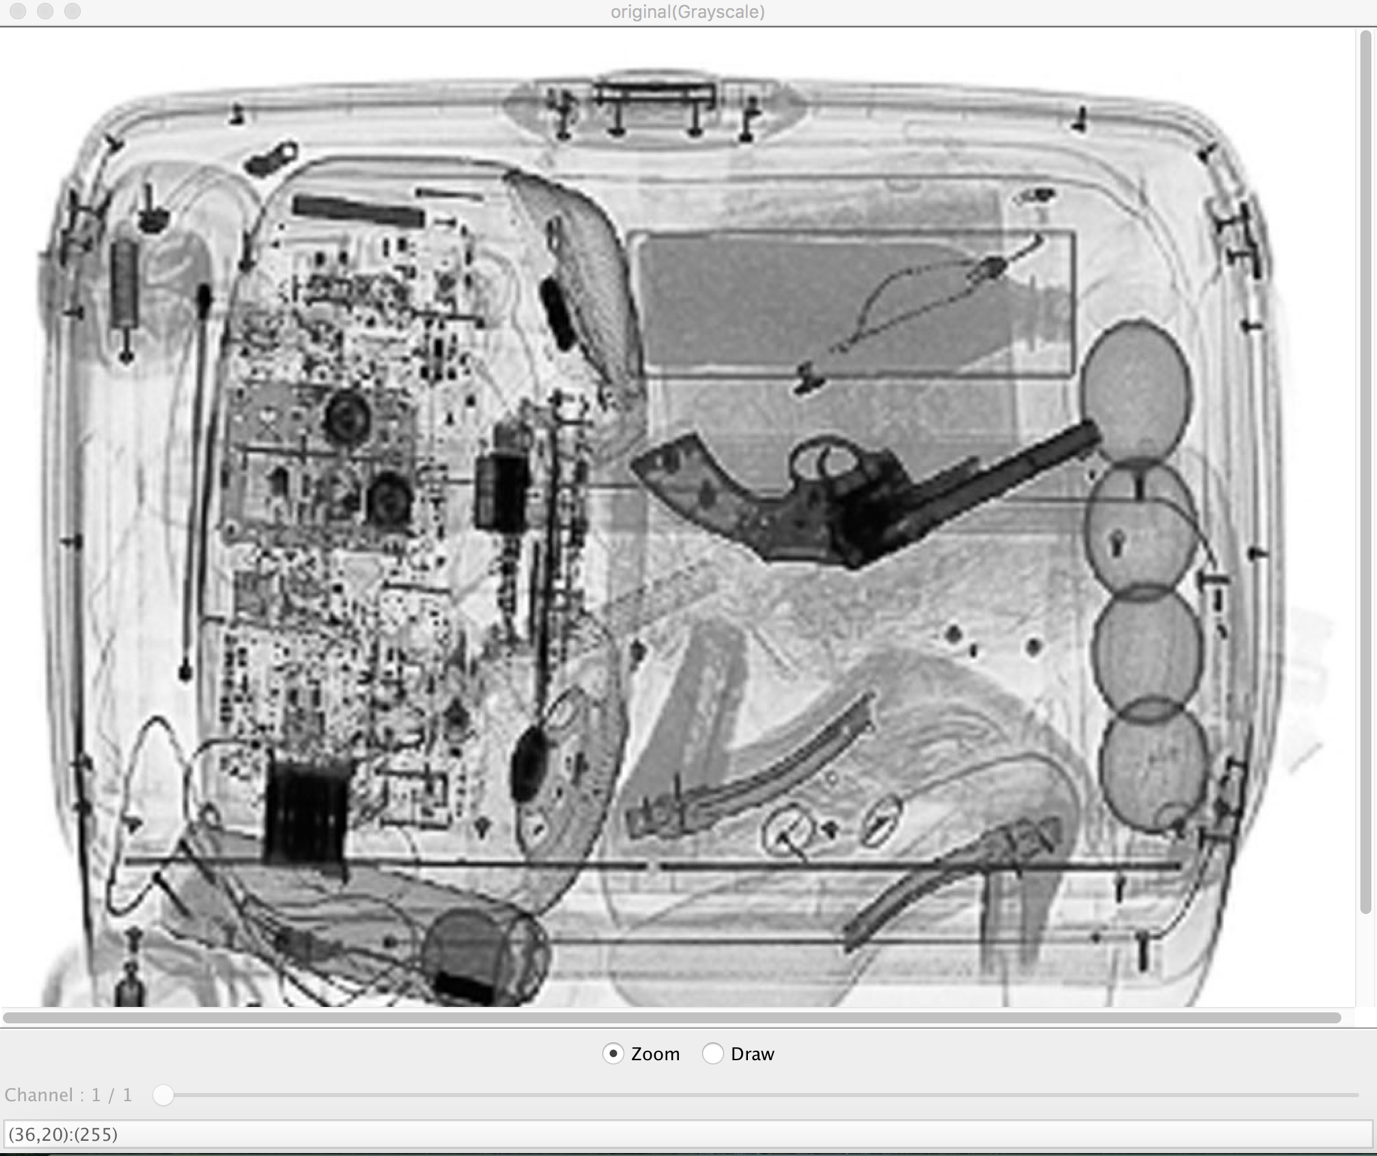 original(Grayscale)
Zoom
Draw
Channel : 1 / 1
(36,20):(255)